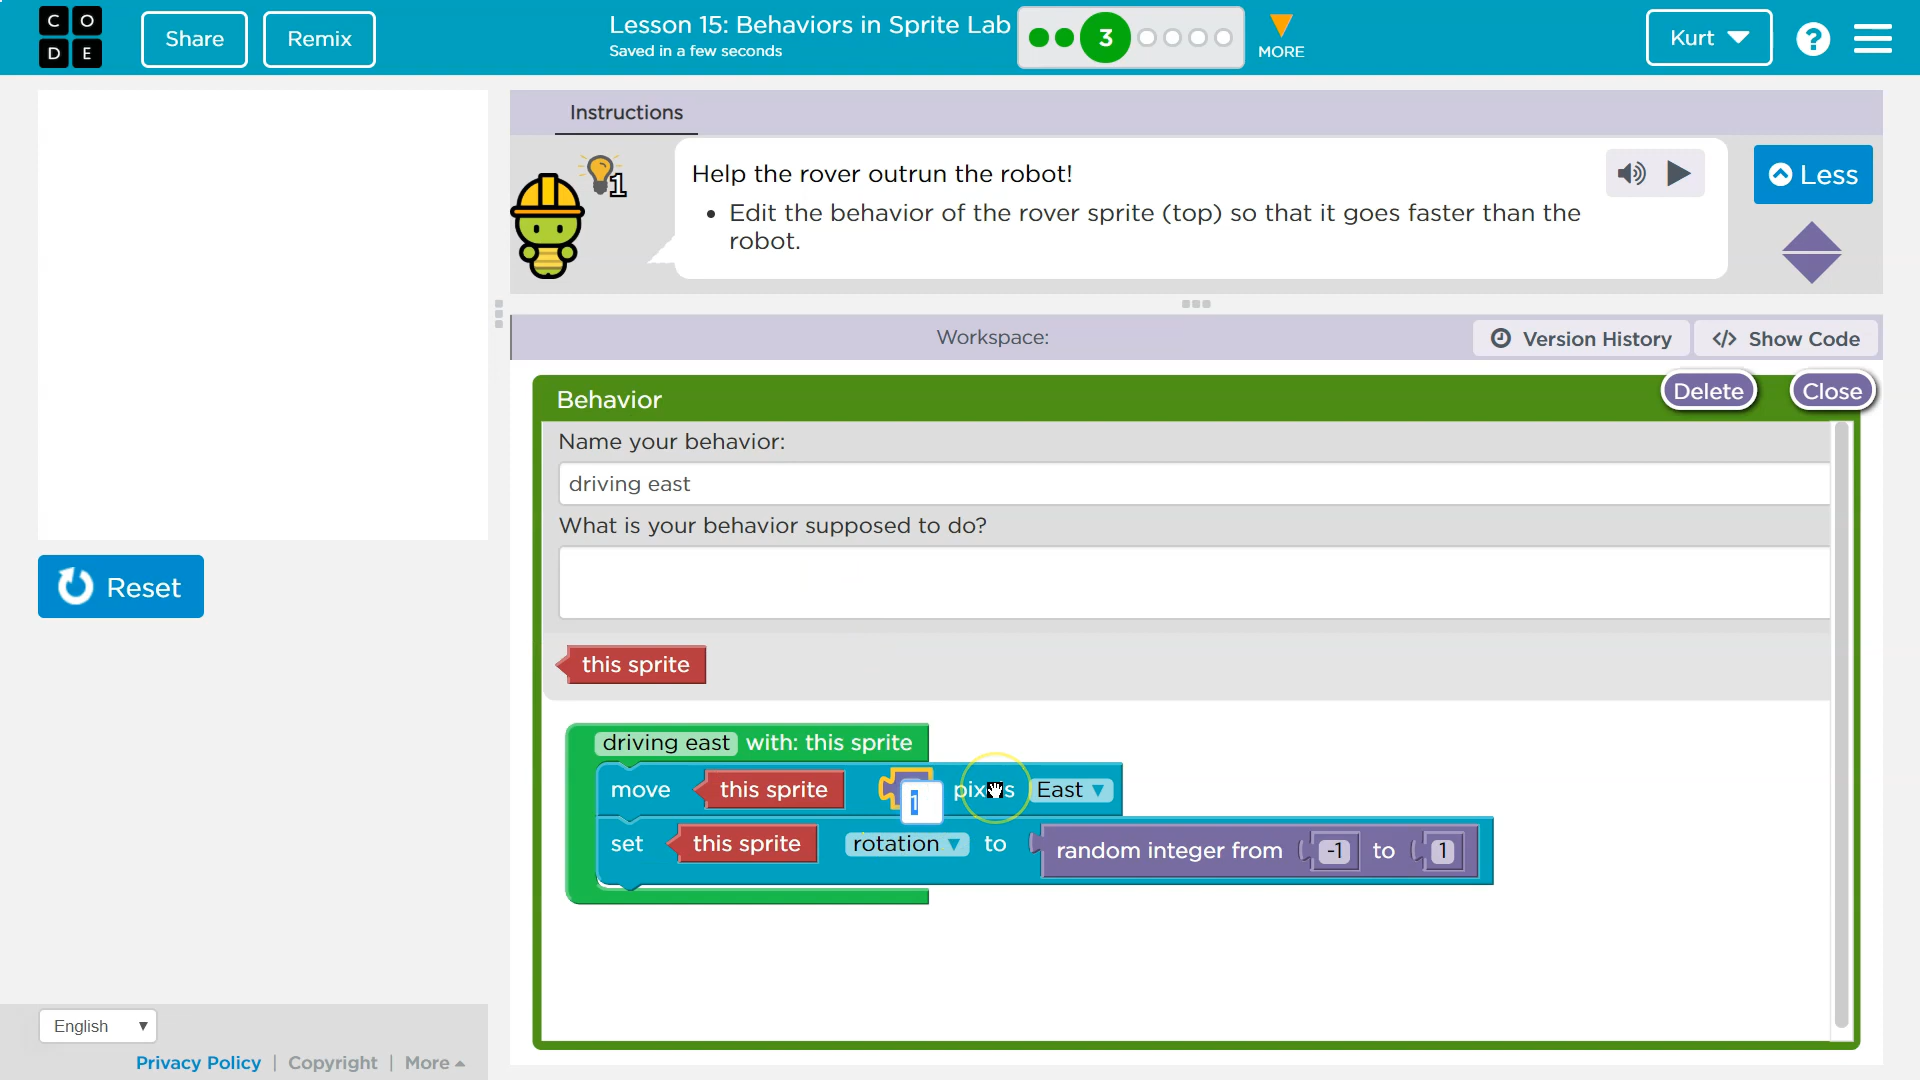 C O
D E
Share
Remix
Lesson 15: Behaviors in Sprite Lab
Saved in a few seconds
3
MORE
Kurt
?
Instructions
1
Help the rover outrun the robot!
Edit the behavior of the rover sprite (top) so that it goes faster than the
robot.
Less
Workspace:
Version History
</> Show Code
Behavior
Delete
Close
Name your behavior:
driving east
What is your behavior supposed to do?
this sprite
driving east with: this sprite
move this sprite 1 pixels East
set this sprite rotation to random integer from -1 to 1
Reset
English
Privacy Policy | Copyright | More